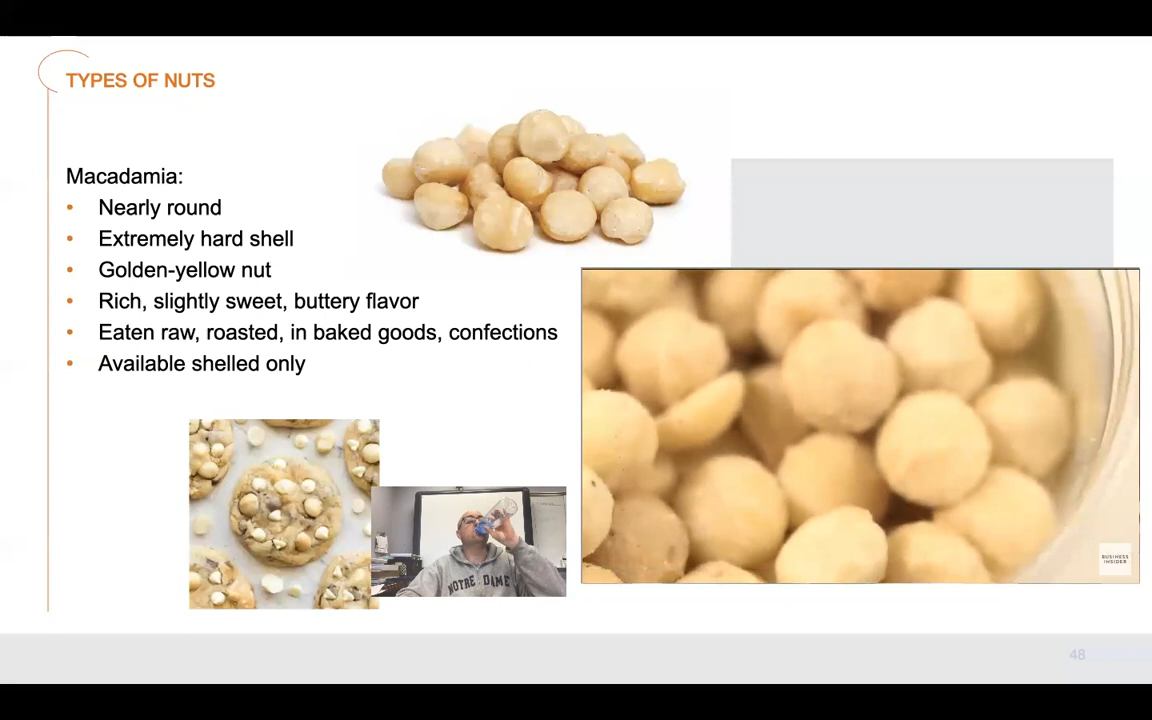 TYPES OF NUTS
Macadamia:
• Nearly round
• Extremely hard shell
• Golden-yellow nut
• Rich, slightly sweet, buttery flavor
• Eaten raw, roasted, in baked goods, confections
• Available shelled only
NOTRE DAME
BUSINESS
INSIDER
48